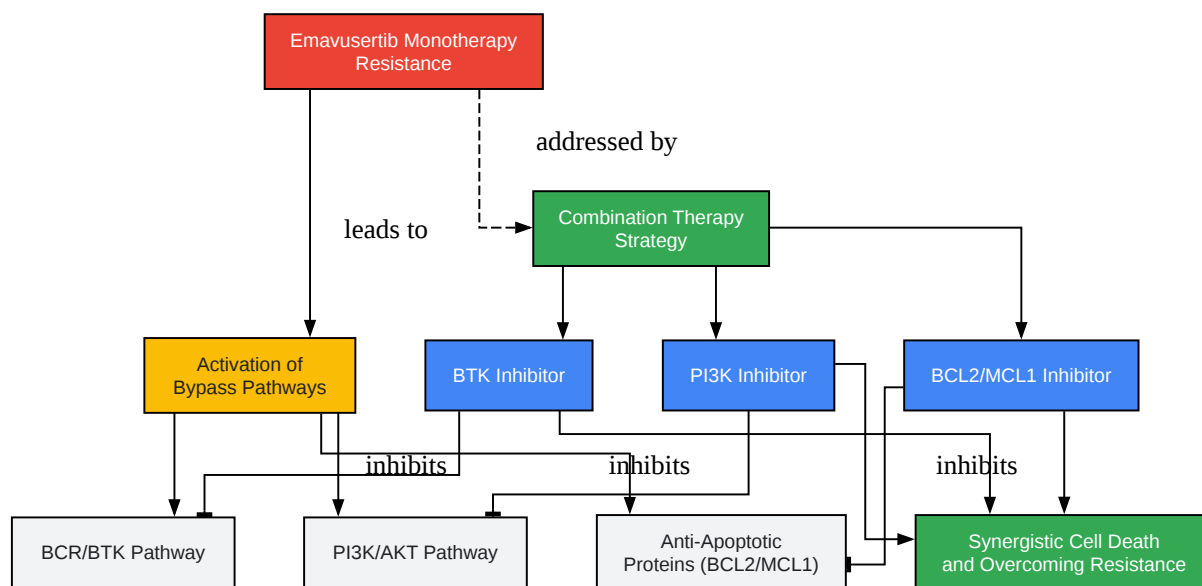 Emavusertib Monotherapy
Resistance
addressed by
Combination Therapy
Strategy
leads to
Activation of
Bypass Pathways
BTK Inhibitor
PI3K Inhibitor
BCL2/MCL1 Inhibitor
inhibits
inhibits
inhibits
BCR/BTK Pathway
PI3K/AKT Pathway
Anti-Apoptotic
Proteins (BCL2/MCL1)
Synergistic Cell Death
and Overcoming Resistance